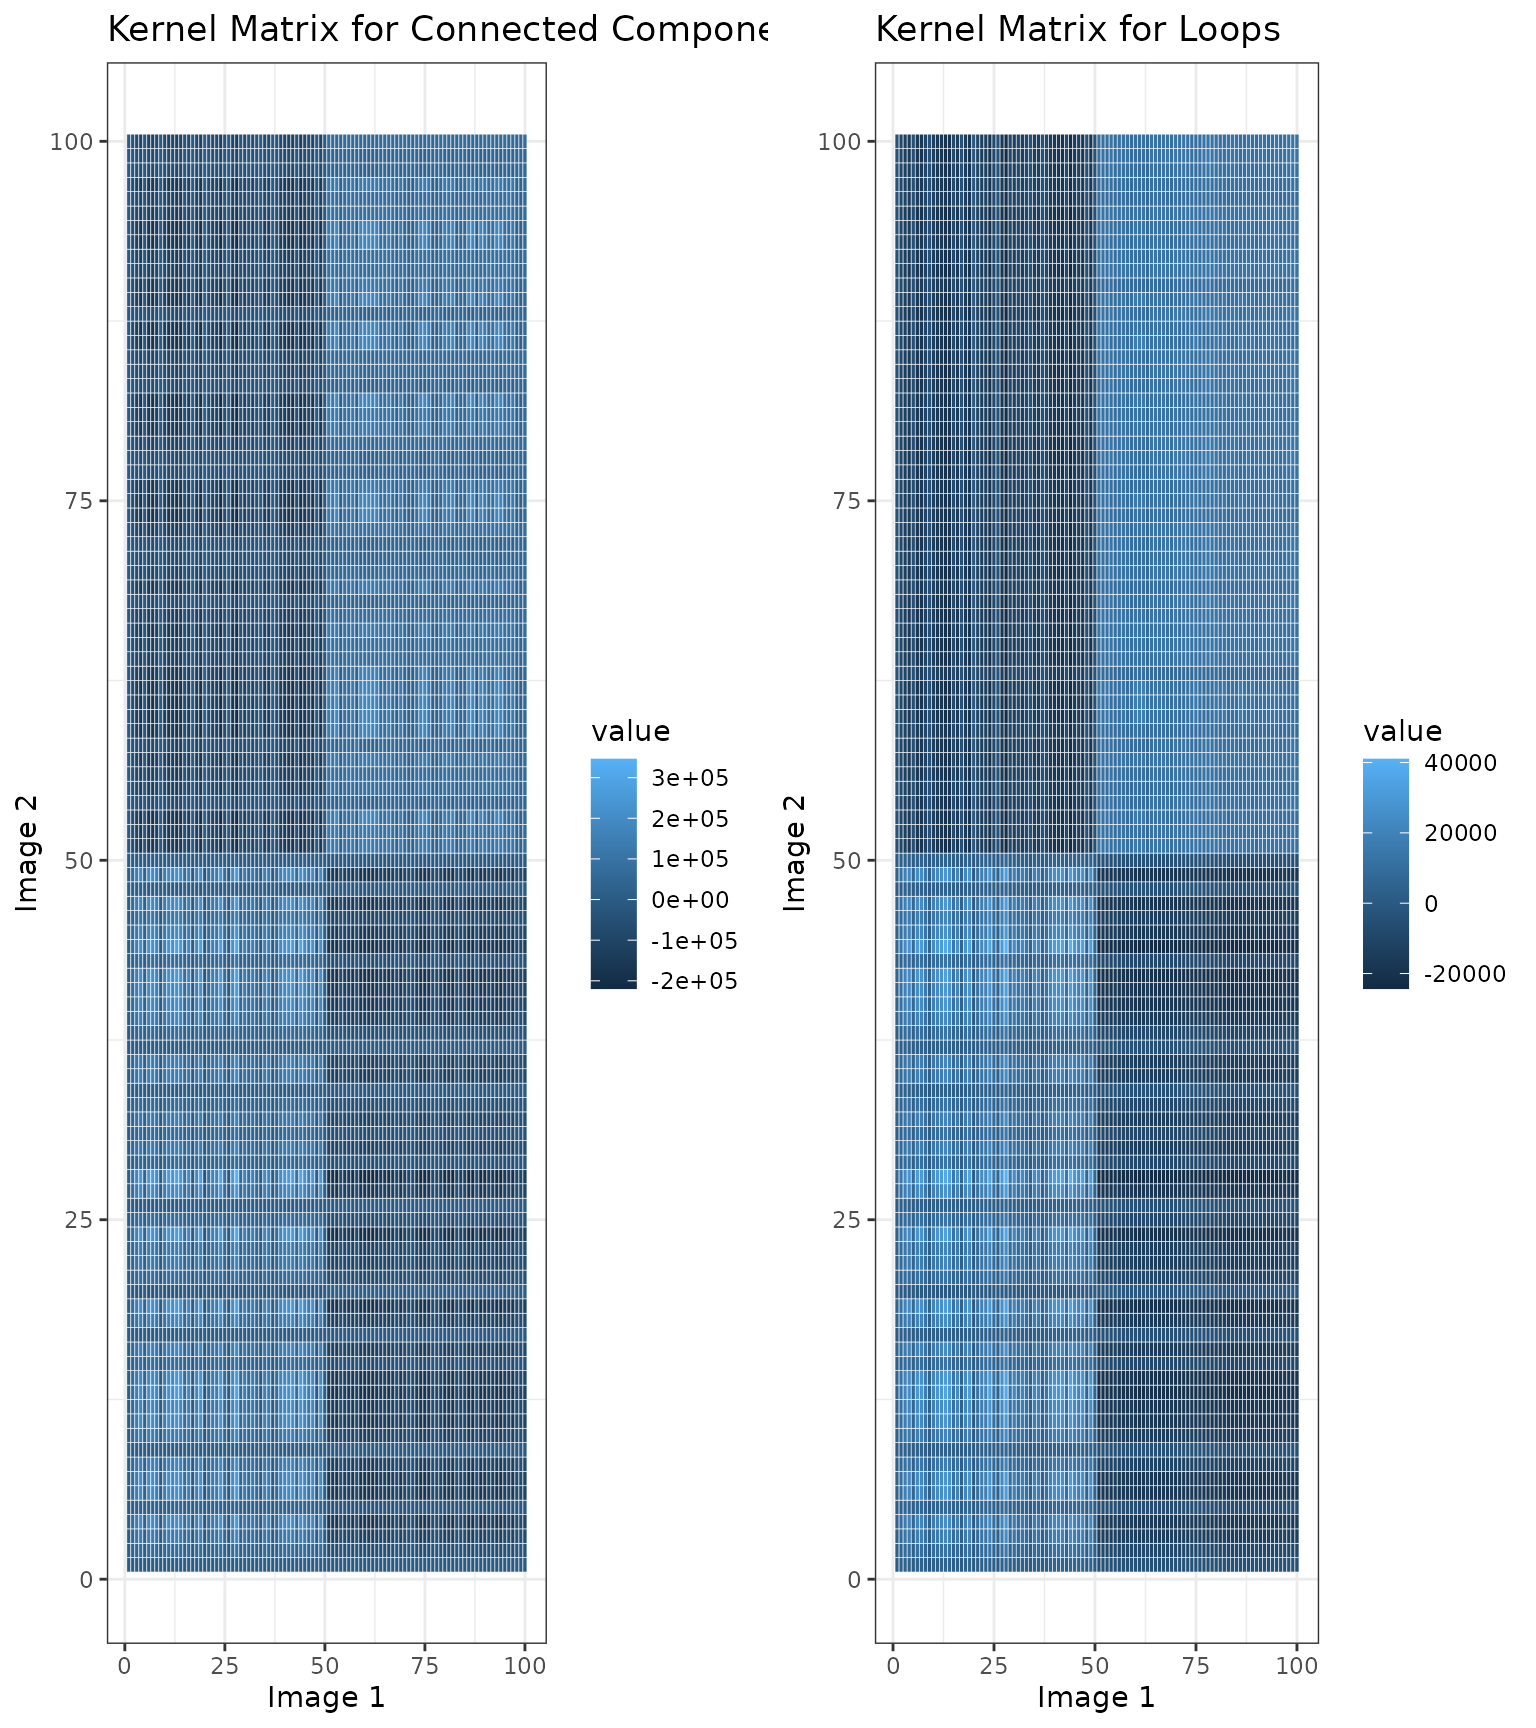 Kernel Matrix for Connected Compone
100
75
50
25
0
0 25 50 75 100
Image 1
Image 2
value
3e+05
2e+05
1e+05
0e+00
-1e+05
-2e+05
Kernel Matrix for Loops
100
75
50
25
0
0 25 50 75 100
Image 1
Image 2
value
40000
20000
0
-20000